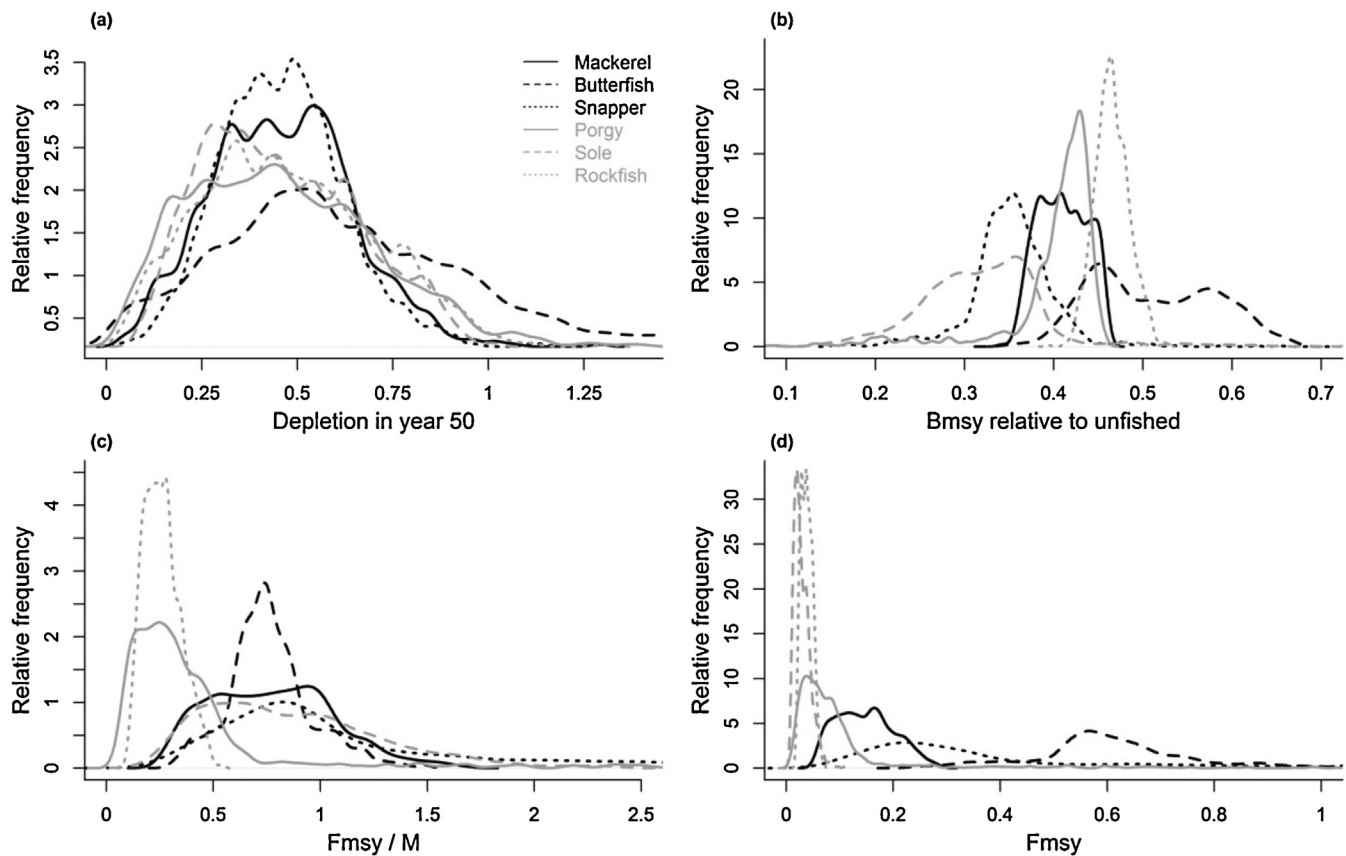 (a)
Relative frequency
0.5 1 1.5 2 2.5 3 3.5
Mackerel
Butterfish
Snapper
Porgy
Sole
Rockfish
0 0.25 0.5 0.75 1 1.25
Depletion in year 50
(b)
Relative frequency
0 5 10 15 20
0.1 0.2 0.3 0.4 0.5 0.6 0.7
Bmsy relative to unfished
(c)
Relative frequency
0 1 2 3 4
0 0.5 1 1.5 2 2.5
Fmsy / M
(d)
Relative frequency
0 5 10 15 20 25 30
0 0.2 0.4 0.6 0.8 1
Fmsy